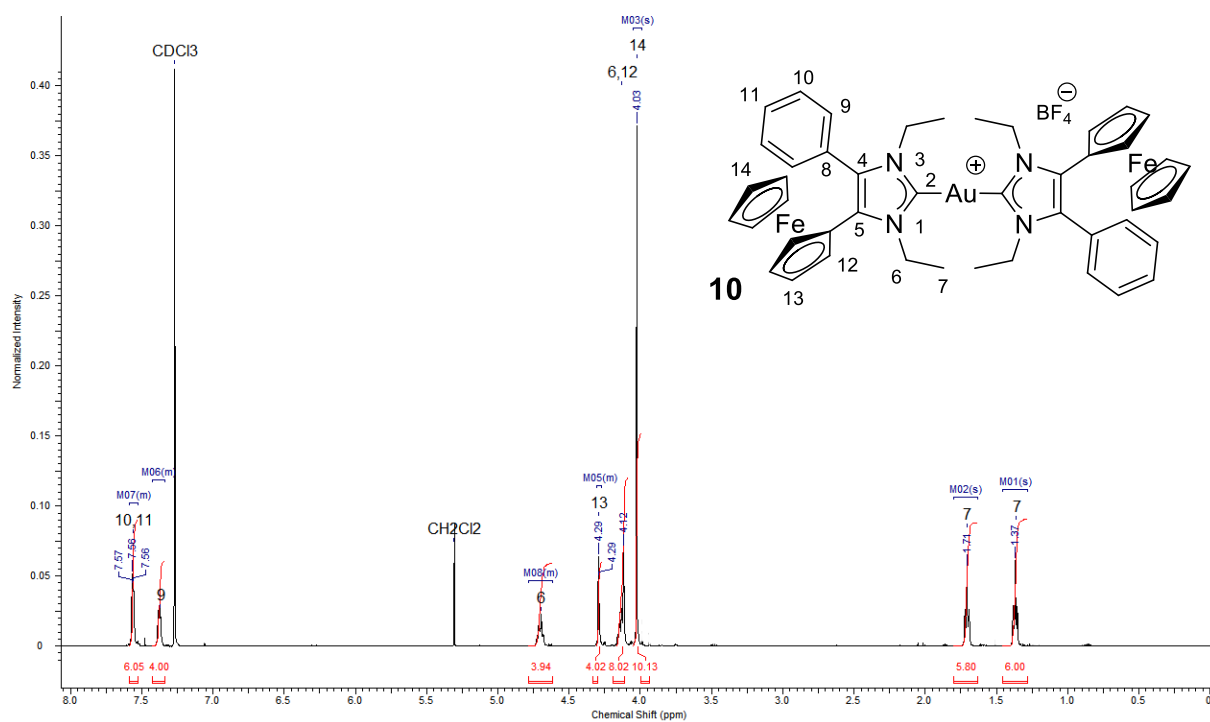 M03(s)
14
CDCl3
6,12
4.03
0.40
0.35
0.30
0.25
0.20
0.15
0.10
0.05
0
Normalized Intensity
10
11
9
BF4
⊖
14
8
4
N
3
2
Au
⊕
N
N
1
N
5
Fe
Fe
12
13
6
7
10
M07(m)
10,11
7.57
7.56
7.56
M06(m)
9
CH2Cl2
M08(m)
6
M05(m)
13
4.29
4.29
4.12
M02(s)
7
1.71
M01(s)
7
1.37
6.05 4.00 3.94 4.02 8.02 10.13 5.80 6.00
8.0 7.5 7.0 6.5 6.0 5.5 5.0 4.5 4.0 3.5 3.0 2.5 2.0 1.5 1.0 0.5 0
Chemical Shift (ppm)